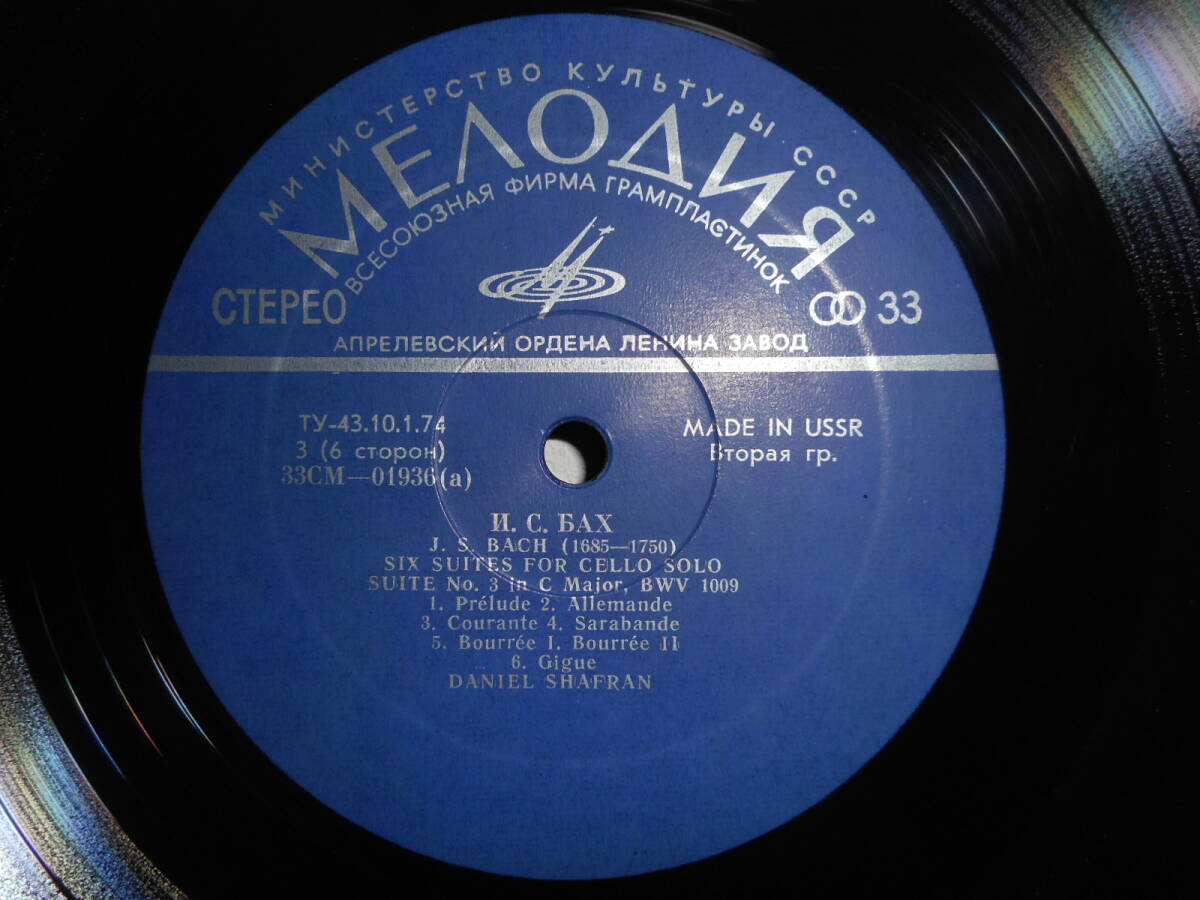 МИНИСТЕРСТВО КУЛЬТУРЫ СССР
МЕЛОДИЯ
ВСЕСОЮЗНАЯ ФИРМА ГРАМПЛАСТИНОК
СТЕРЕО
33
АПРЕЛЕВСКИЙ ОРДЕНА ЛЕНИНА ЗАВОД
ТУ-43.10.1.74
3 (6 сторон)
33СМ—01936(а)
MADE IN USSR
Вторая гр.
И. С. БАХ
J. S. BACH (1685—1750)
SIX SUITES FOR CELLO SOLO
SUITE No. 3 in C Major, BWV 1009
1. Prélude 2. Allemande
3. Courante 4. Sarabande
5. Bourrée I. Bourrée II
6. Gigue
DANIEL SHAFRAN